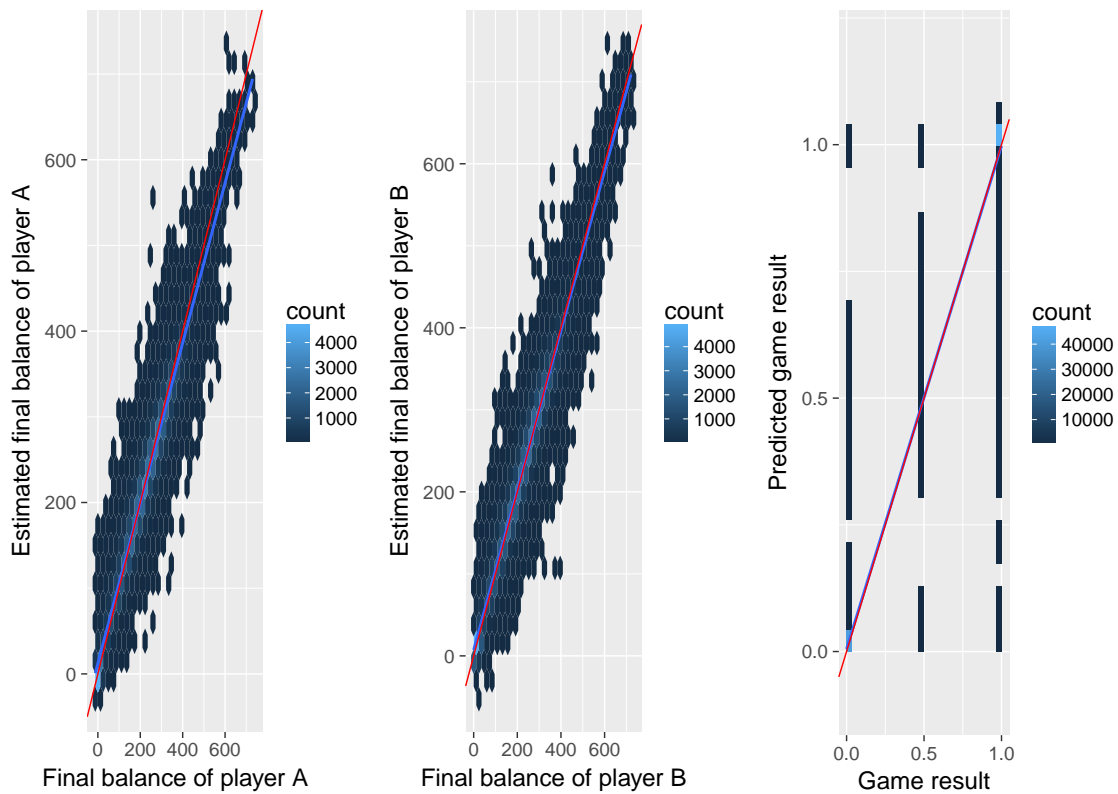 Estimated final balance of player A
600
400
200
0
0 200 400 600
Final balance of player A
count
4000
3000
2000
1000
Estimated final balance of player B
600
400
200
0
0 200 400 600
Final balance of player B
count
4000
3000
2000
1000
Predicted game result
1.0
0.5
0.0
0.0 0.5 1.0
Game result
count
40000
30000
20000
10000